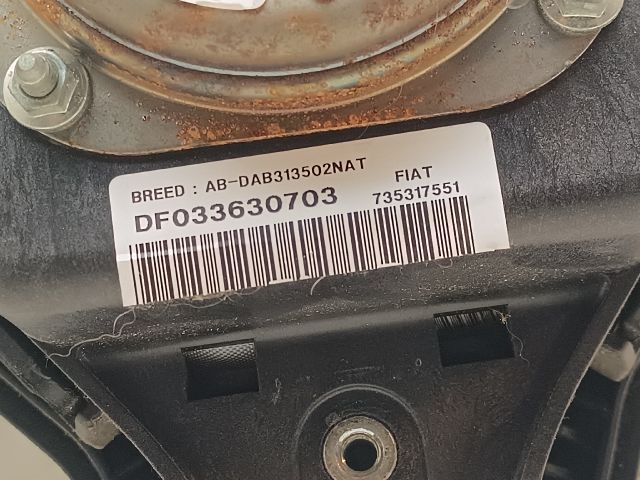 BREED : AB-DAB313502NAT FIAT
DF033630703 735317551